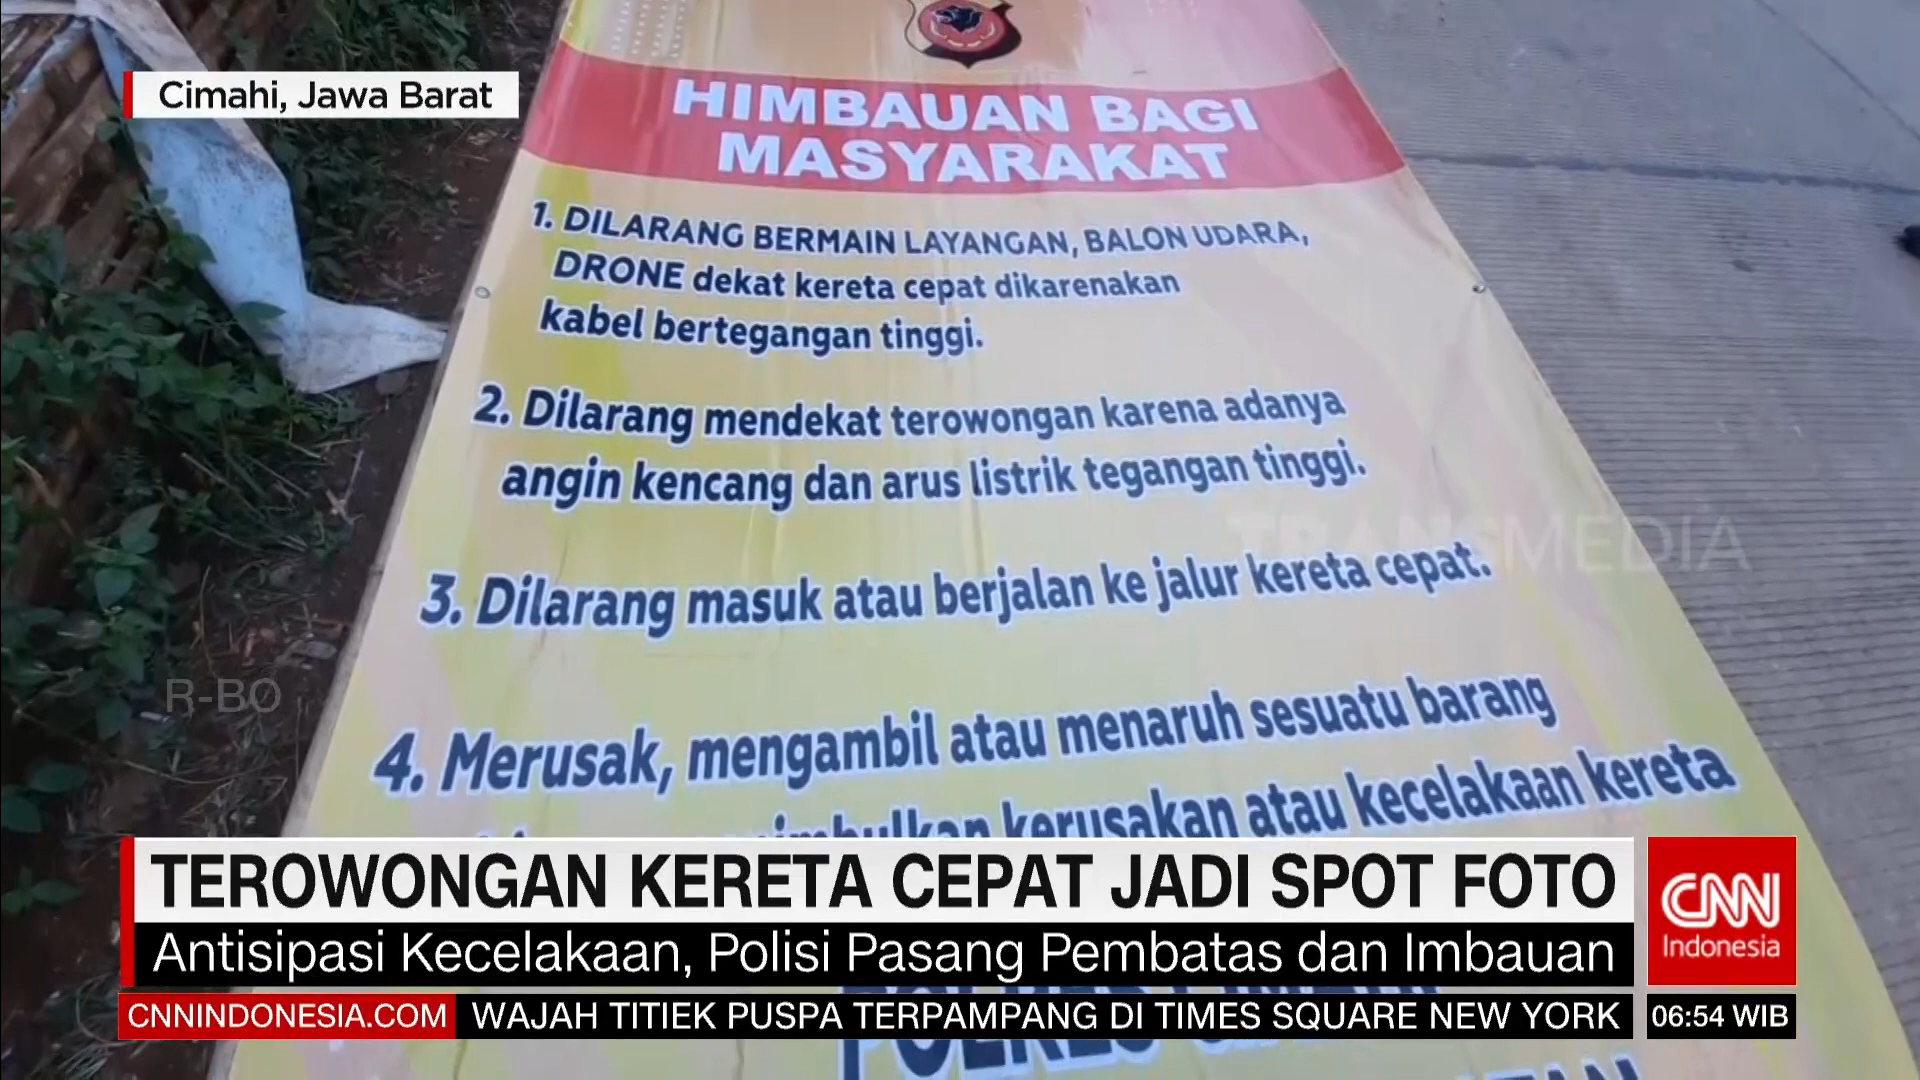 Cimahi, Jawa Barat
HIMBAUAN BAGI
MASYARAKAT
1. DILARANG BERMAIN LAYANGAN, BALON UDARA,
DRONE dekat kereta cepat dikarenakan
kabel bertegangan tinggi.
2. Dilarang mendekat terowongan karena adanya
angin kencang dan arus listrik tegangan tinggi.
TRANSMEDIA
3. Dilarang masuk atau berjalan ke jalur kereta cepat.
R-BO
4. Merusak, mengambil atau menaruh sesuatu barang
kerusakan atau kecelakaan kereta
TEROWONGAN KERETA CEPAT JADI SPOT FOTO
Antisipasi Kecelakaan, Polisi Pasang Pembatas dan Imbauan
CNN
Indonesia
CNNINDONESIA.COM WAJAH TITIEK PUSPA TERPAMPANG DI TIMES SQUARE NEW YORK 06:54 WIB